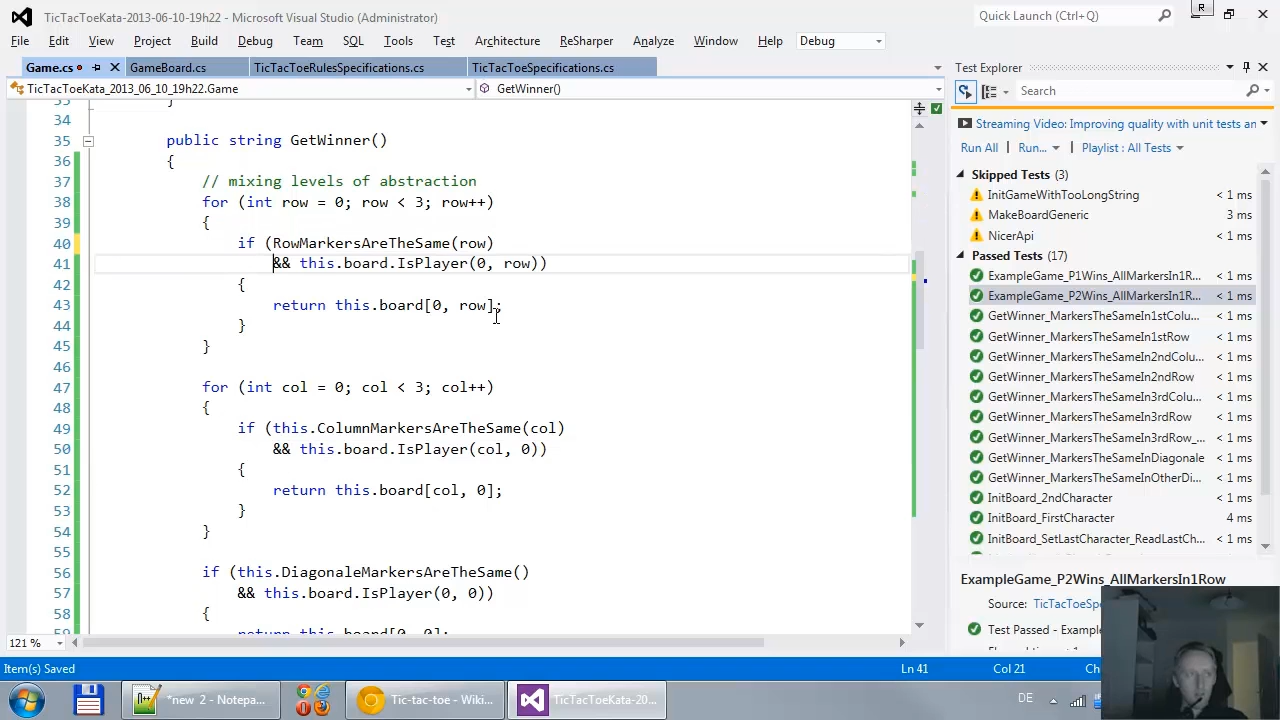 TicTacToeKata-2013-06-10-19h22 - Microsoft Visual Studio (Administrator)
Quick Launch (Ctrl+Q)
R
File Edit View Project Build Debug Team SQL Tools Test Architecture ReSharper Analyze Window Help Debug
Game.cs GameBoard.cs TicTacToeRulesSpecifications.cs TicTacToeSpecifications.cs
TicTacToeKata_2013_06_10_19h22.Game GetWinner()
35 }
34
35 public string GetWinner()
36 {
37 // mixing levels of abstraction
38 for (int row = 0; row < 3; row++)
39 {
40 if (RowMarkersAreTheSame(row)
41 && this.board.IsPlayer(0, row))
42 {
43 return this.board[0, row];
44 }
45 }
46
47 for (int col = 0; col < 3; col++)
48 {
49 if (this.ColumnMarkersAreTheSame(col)
50 && this.board.IsPlayer(col, 0))
51 {
52 return this.board[col, 0];
53 }
54 }
55
56 if (this.DiagonaleMarkersAreTheSame()
57 && this.board.IsPlayer(0, 0))
58 {
59 return this.board[0, 0];
121 %
Test Explorer
Search
Streaming Video: Improving quality with unit tests an
Run All Run... Playlist : All Tests
Skipped Tests (3)
InitGameWithTooLongString < 1 ms
MakeBoardGeneric 3 ms
NicerApi < 1 ms
Passed Tests (17)
ExampleGame_P1Wins_AllMarkersIn1R... < 1 ms
ExampleGame_P2Wins_AllMarkersIn1R... < 1 ms
GetWinner_MarkersTheSameIn1stColu... < 1 ms
GetWinner_MarkersTheSameIn1stRow < 1 ms
GetWinner_MarkersTheSameIn2ndColu... < 1 ms
GetWinner_MarkersTheSameIn2ndRow < 1 ms
GetWinner_MarkersTheSameIn3rdColu... < 1 ms
GetWinner_MarkersTheSameIn3rdRow < 1 ms
GetWinner_MarkersTheSameIn3rdRow_... < 1 ms
GetWinner_MarkersTheSameInDiagonale < 1 ms
GetWinner_MarkersTheSameInOtherDi... < 1 ms
InitBoard_2ndCharacter < 1 ms
InitBoard_FirstCharacter 4 ms
InitBoard_SetLastCharacter_ReadLastCh... < 1 ms
ExampleGame_P2Wins_AllMarkersIn1Row
Source: TicTacToeSpe
Test Passed - Example
Item(s) Saved Ln 41 Col 21 Ch
*new 2 - Notepa... Tic-tac-toe - Wiki... TicTacToeKata-20... DE